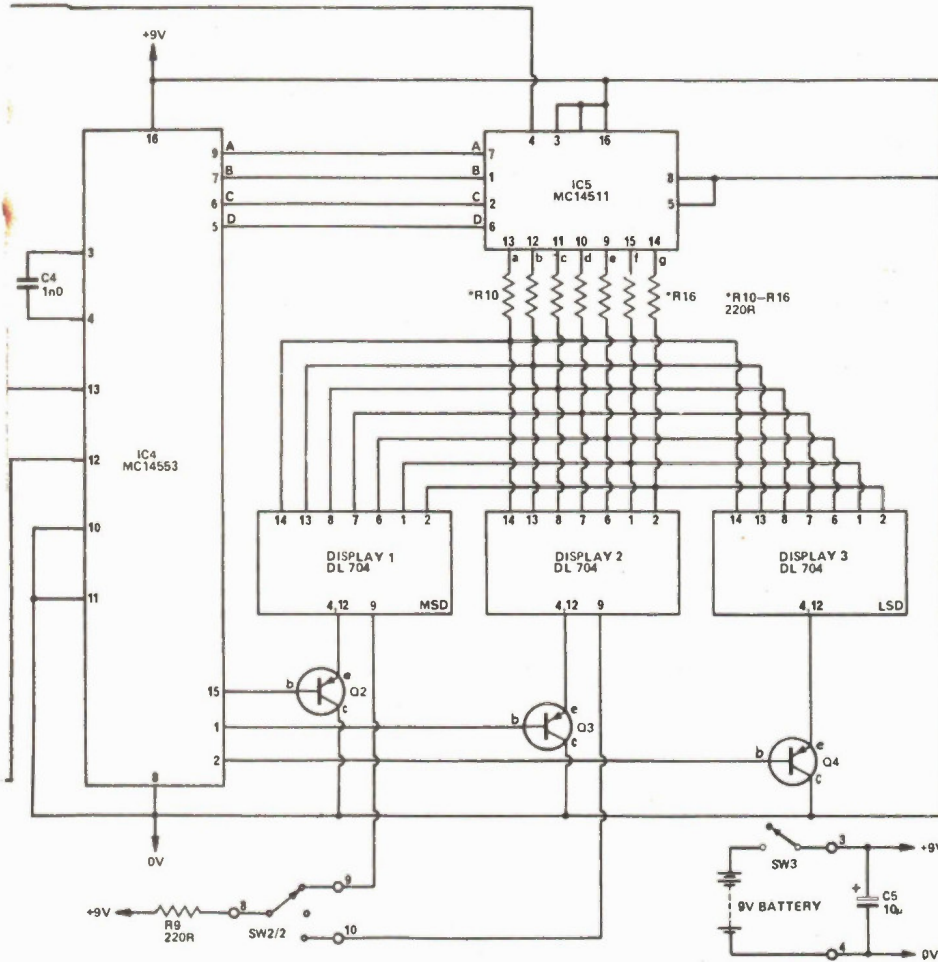 +9V
16
4 3 16
9 A A 7
7 B B 1
6 C C 2
5 D D 6
IC5
MC14511
8
5
13 12 11 10 9 15 14
a b c d e f g
3
C4
1n0
4
*R10
*R16
*R10–R16
220R
13
IC4
MC14553
12
10
11
14 13 8 7 6 1 2
14 13 8 7 6 1 2
14 13 8 7 6 1 2
DISPLAY 1
DL 704
4,12 9 MSD
DISPLAY 2
DL 704
4,12 9
DISPLAY 3
DL 704
4,12 LSD
15 b e Q2
c
1 b e Q3
c
2 b e Q4
c
8
0V
+9V
R9
220R
8
SW2/2
9
10
SW3
3
+9V
9V BATTERY
+
C5
10µ
4
0V